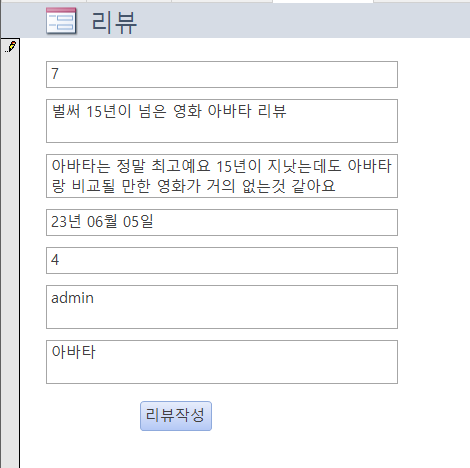 리뷰
7
벌써 15년이 넘은 영화 아바타 리뷰
아바타는 정말 최고예요 15년이 지낫는데도 아바타
랑 비교될 만한 영화가 거의 없는것 같아요
23년 06월 05일
4
admin
아바타
리뷰작성